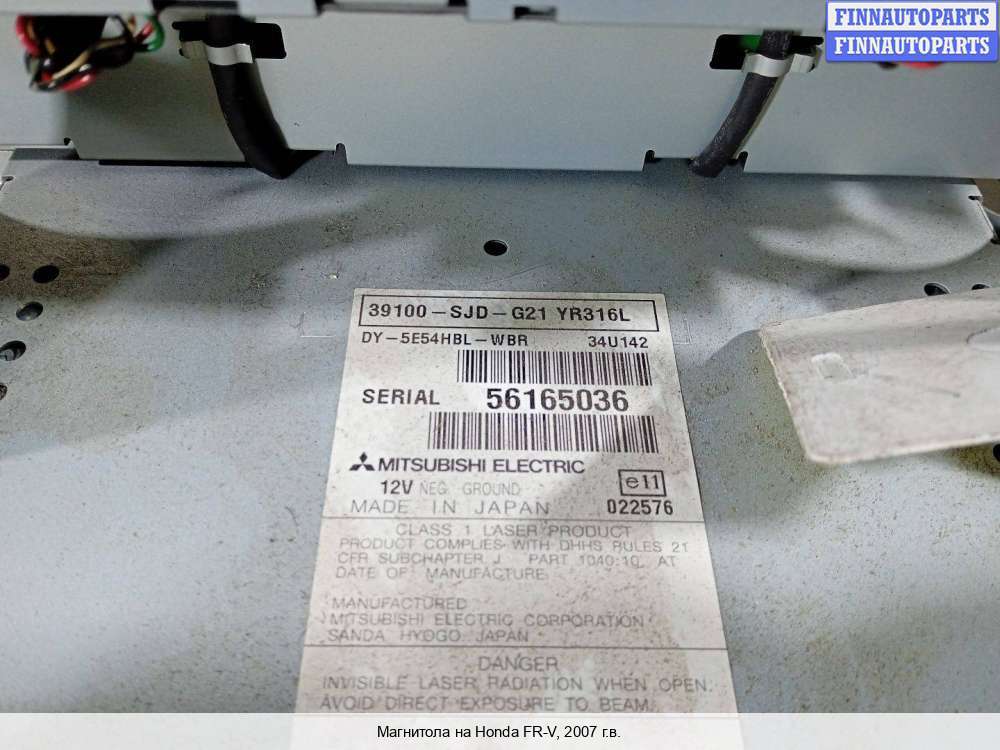 FINNAUTOPARTS
FINNAUTOPARTS
39100-SJD-G21 YR316L
DY-5E54HBL-WBR 34U142
SERIAL 56165036
MITSUBISHI ELECTRIC
12V NEG GROUND e11
MADE IN JAPAN 022576
CLASS 1 LASER PRODUCT
PRODUCT COMPLIES WITH DHHS RULES 21
CFR SUBCHAPTER J PART 1040:10, AT
DATE OF MANUFACTURE
MANUFACTURED
MITSUBISHI ELECTRIC CORPORATION
SANDA HYOGO JAPAN
DANGER
INVISIBLE LASER RADIATION WHEN OPEN.
AVOID DIRECT EXPOSURE TO BEAM.
Магнитола на Honda FR-V, 2007 г.в.